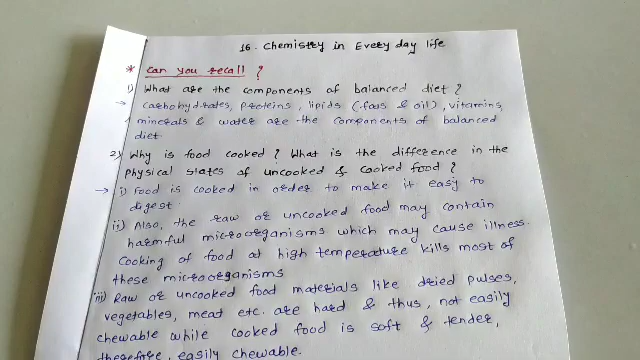 16. Chemistry in Every day life
* Can you recall ?
1) What are the components of balanced diet ?
→ Carbohydrates, proteins, lipids (fats & oil), vitamins,
minerals & water are the components of balanced
diet
2) Why is food cooked ? What is the difference in the
physical states of uncooked & cooked food ?
→ i) Food is cooked in order to make it easy to
digest.
ii) Also, the raw or uncooked food may contain
harmful microorganisms which may cause illness.
Cooking of food at high temperature kills most of
these microorganisms
iii) Raw or uncooked food materials like dried pulses,
vegetables, meat etc. are hard & thus, not easily
chewable while cooked food is soft & tender,
therefore, easily chewable.